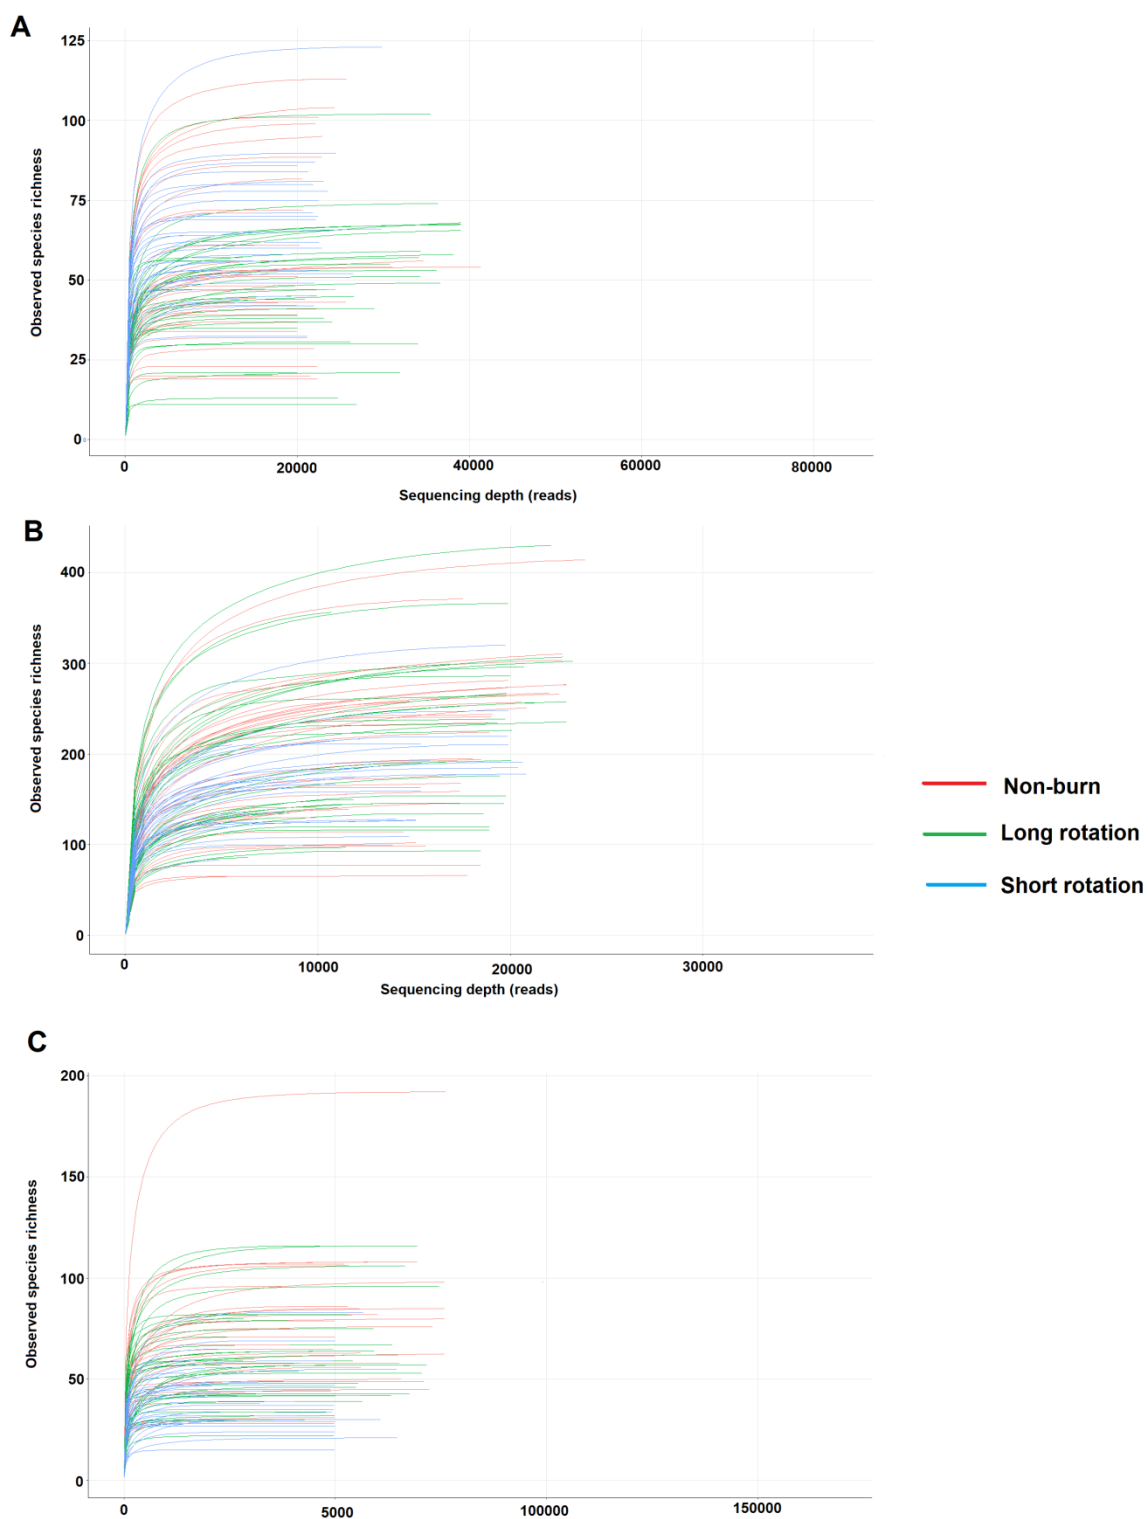 A
Observed species richness
125
100
75
50
25
0
0 20000 40000 60000 80000
Sequencing depth (reads)
B
Observed species richness
400
300
200
100
0
0 10000 20000 30000
Sequencing depth (reads)
Non-burn
Long rotation
Short rotation
C
Observed species richness
200
150
100
50
0
0 5000 100000 150000